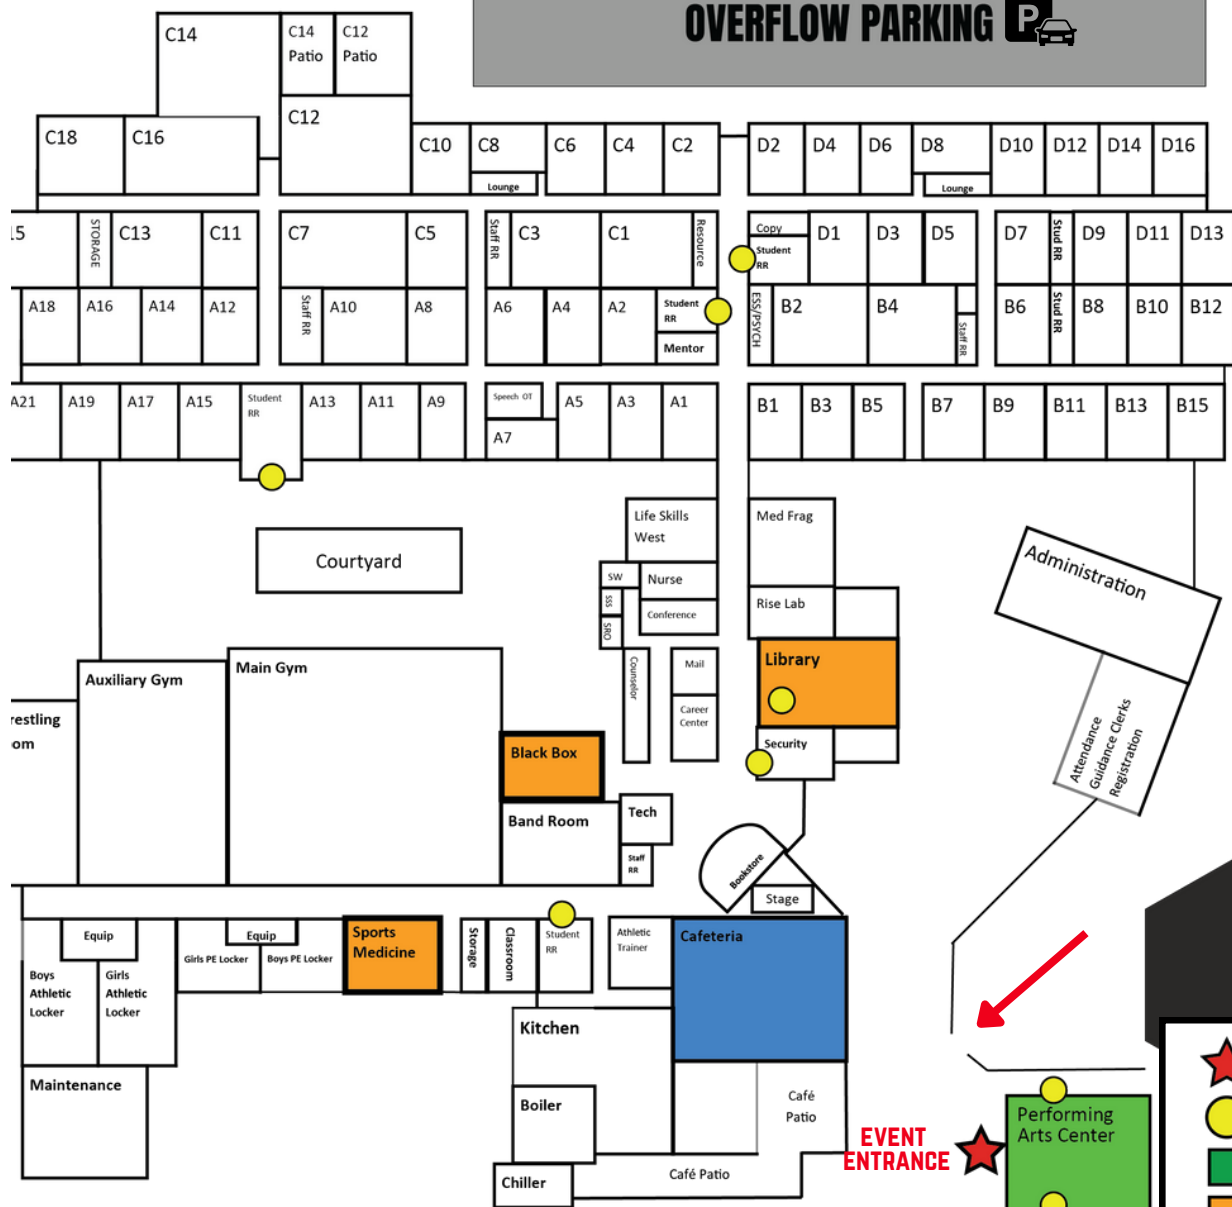 OVERFLOW PARKING P
C14
C14
Patio
C12
Patio
C12
C18
C16
C10
C8
Lounge
C6
C4
C2
D2
D4
D6
D8
Lounge
D10
D12
D14
D16
15
STORAGE
C13
C11
C7
C5
Staff RR
C3
C1
Resource
Copy
Student
RR
D1
D3
D5
D7
Stud RR
D9
D11
D13
A18
A16
A14
A12
Staff RR
A10
A8
A6
A4
A2
Student
RR
Mentor
ESS/PSYCH
B2
B4
Staff RR
B6
Stud RR
B8
B10
B12
A21
A19
A17
A15
Student
RR
A13
A11
A9
Speech OT
A7
A5
A3
A1
B1
B3
B5
B7
B9
B11
B13
B15
Courtyard
Life Skills
West
SW
Nurse
SSS
Conference
SRO
Counselor
Mail
Career
Center
Med Frag
Rise Lab
Library
Security
Administration
Attendance
Guidance Clerks
Registration
restling
om
Auxiliary Gym
Main Gym
Black Box
Band Room
Tech
Staff
RR
Bookstore
Stage
Equip
Boys
Athletic
Locker
Girls
Athletic
Locker
Equip
Girls PE Locker
Boys PE Locker
Sports
Medicine
Storage
Classroom
Student
RR
Athletic
Trainer
Cafeteria
Kitchen
Maintenance
Boiler
Chiller
Café
Patio
Café Patio
EVENT
ENTRANCE
Performing
Arts Center